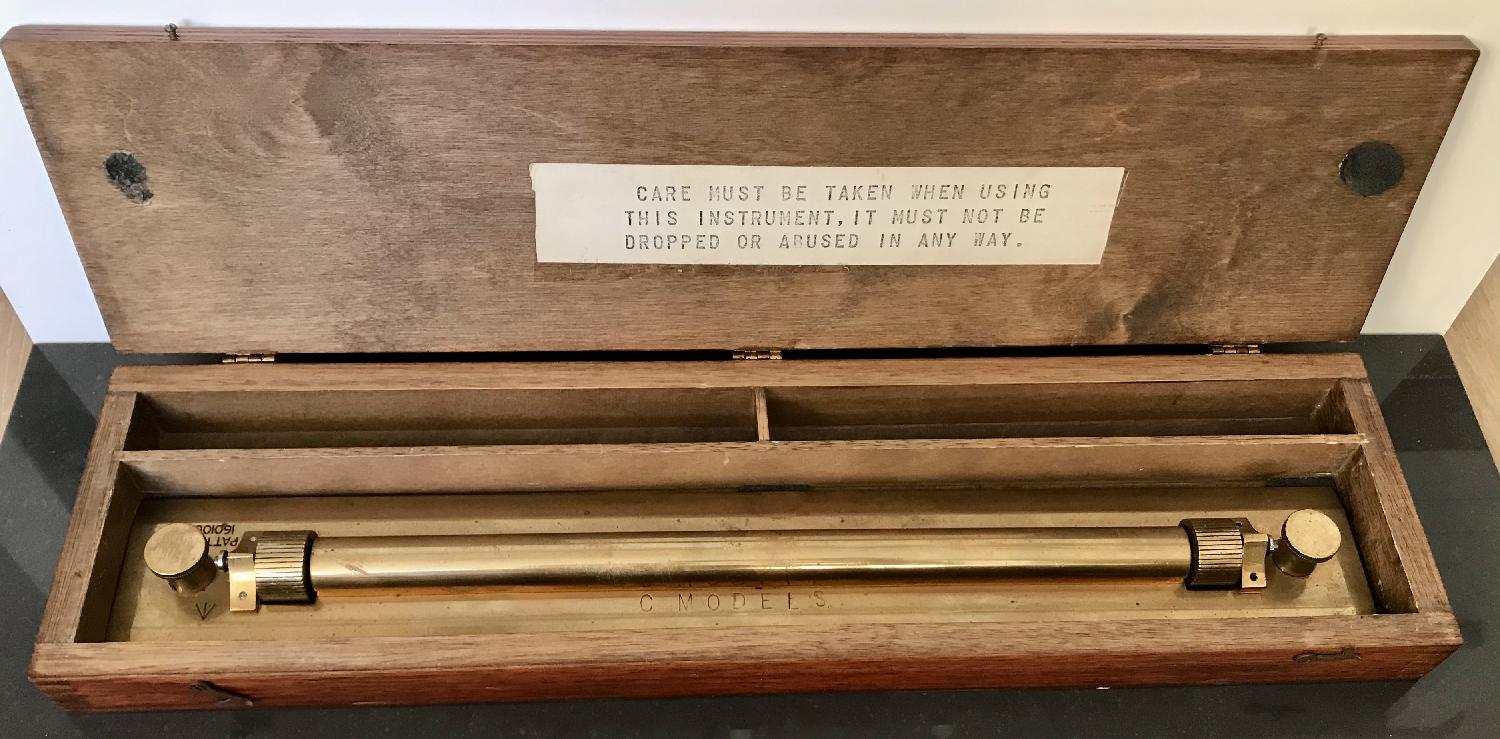 CARE MUST BE TAKEN WHEN USING
THIS INSTRUMENT, IT MUST NOT BE
DROPPED OR ABUSED IN ANY WAY.
PATT
C MODELS